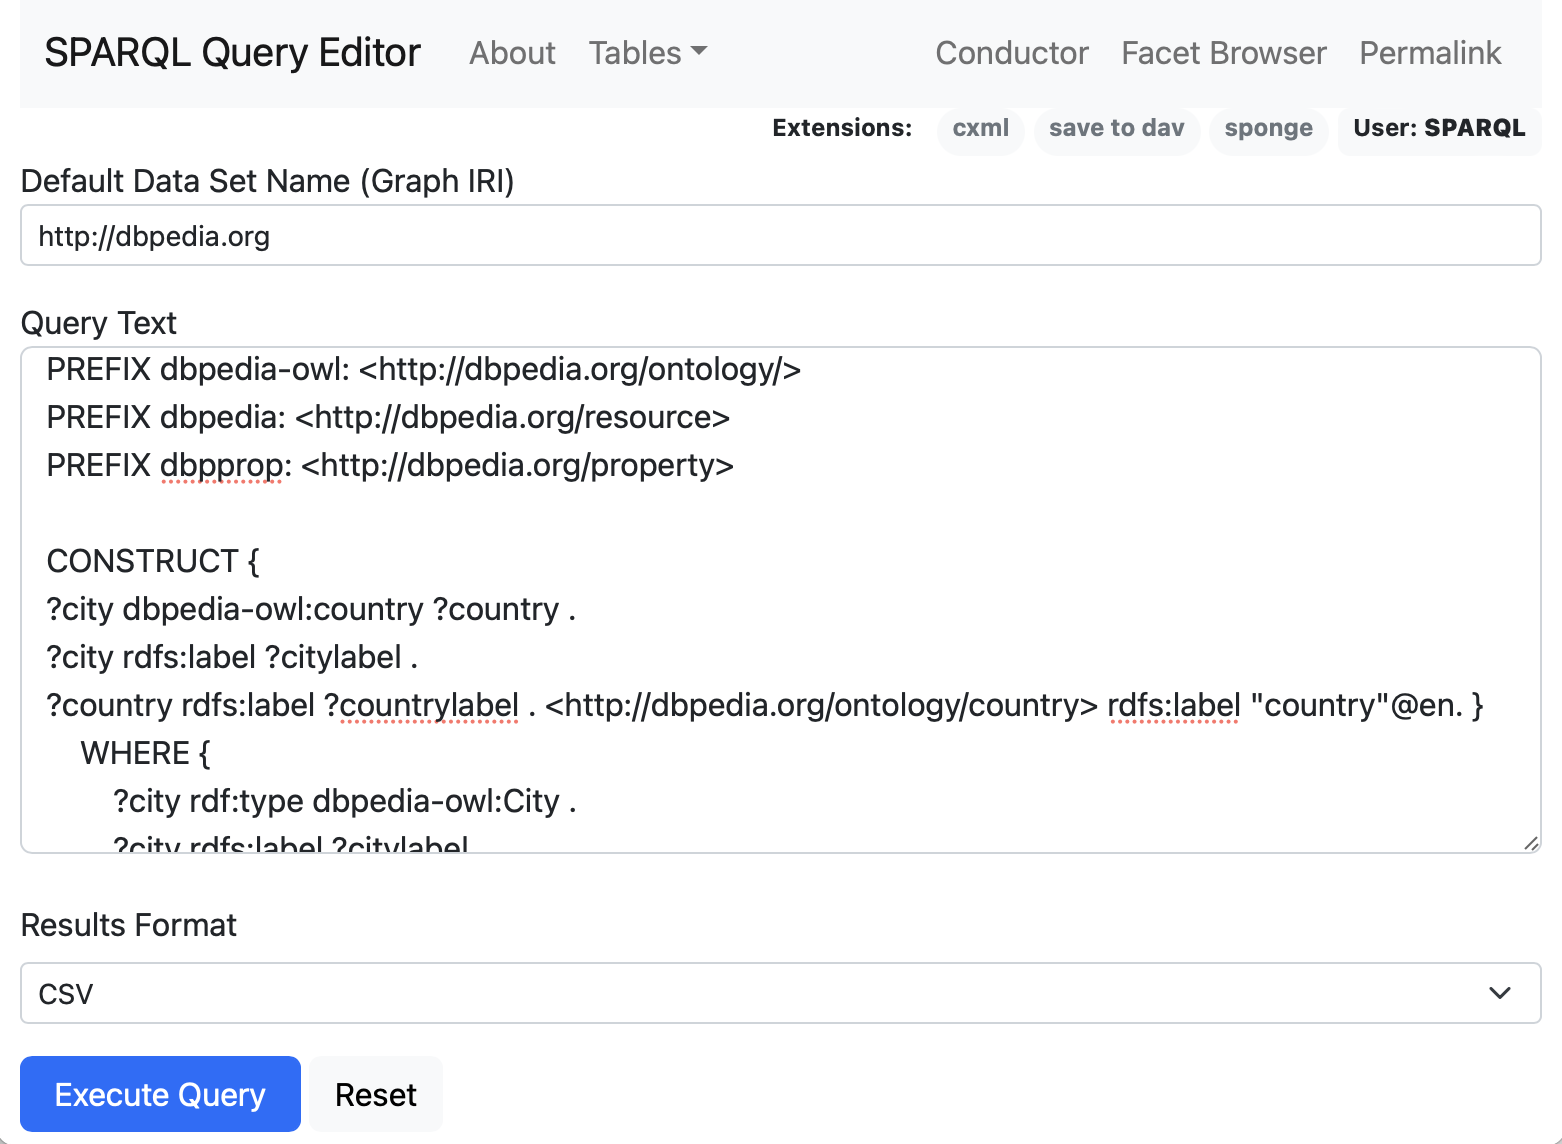 SPARQL Query Editor About Tables Conductor Facet Browser Permalink
Extensions: cxml save to dav sponge User: SPARQL
Default Data Set Name (Graph IRI)
http://dbpedia.org
Query Text
PREFIX dbpedia-owl: <http://dbpedia.org/ontology/>
PREFIX dbpedia: <http://dbpedia.org/resource>
PREFIX dbpprop: <http://dbpedia.org/property>
CONSTRUCT {
?city dbpedia-owl:country ?country .
?city rdfs:label ?citylabel .
?country rdfs:label ?countrylabel . <http://dbpedia.org/ontology/country> rdfs:label "country"@en. }
WHERE {
?city rdf:type dbpedia-owl:City .
?city rdfs:label ?citylabel
Results Format
CSV
Execute Query Reset